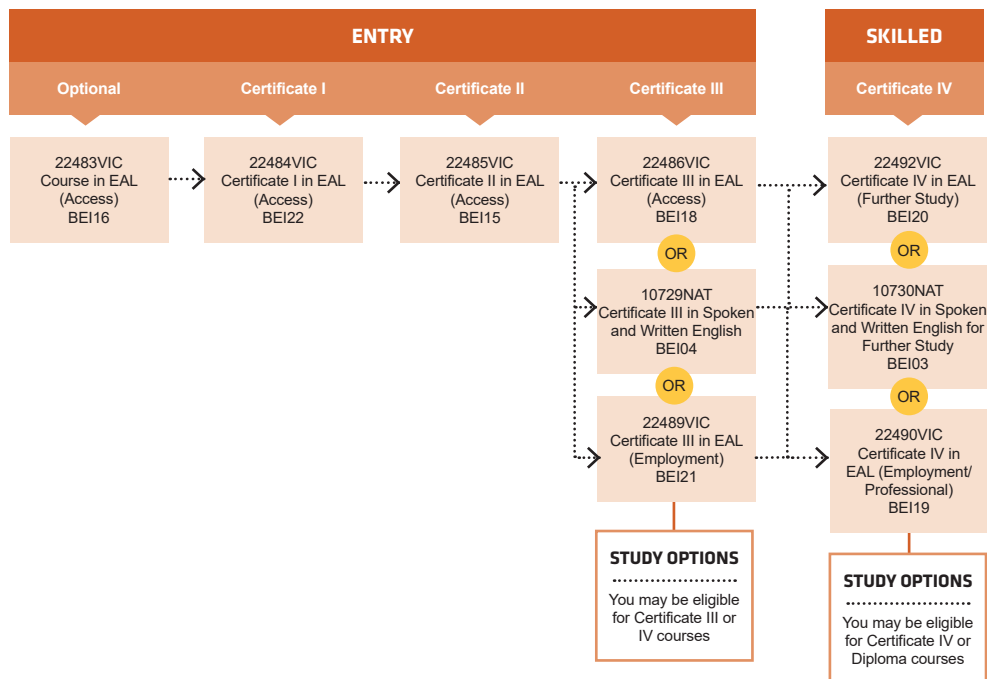 ENTRY
SKILLED
Optional
Certificate I
Certificate II
Certificate III
Certificate IV
22483VIC
Course in EAL
(Access)
BEI16
22484VIC
Certificate I in EAL
(Access)
BEI22
22485VIC
Certificate II in EAL
(Access)
BEI15
22486VIC
Certificate III in EAL
(Access)
BEI18
22492VIC
Certificate IV in EAL
(Further Study)
BEI20
OR
OR
10729NAT
Certificate III in Spoken
and Written English
BEI04
10730NAT
Certificate IV in Spoken
and Written English for
Further Study
BEI03
OR
OR
22489VIC
Certificate III in EAL
(Employment)
BEI21
22490VIC
Certificate IV in
EAL (Employment/
Professional)
BEI19
STUDY OPTIONS
You may be eligible
for Certificate III or
IV courses
STUDY OPTIONS
You may be eligible
for Certificate IV or
Diploma courses